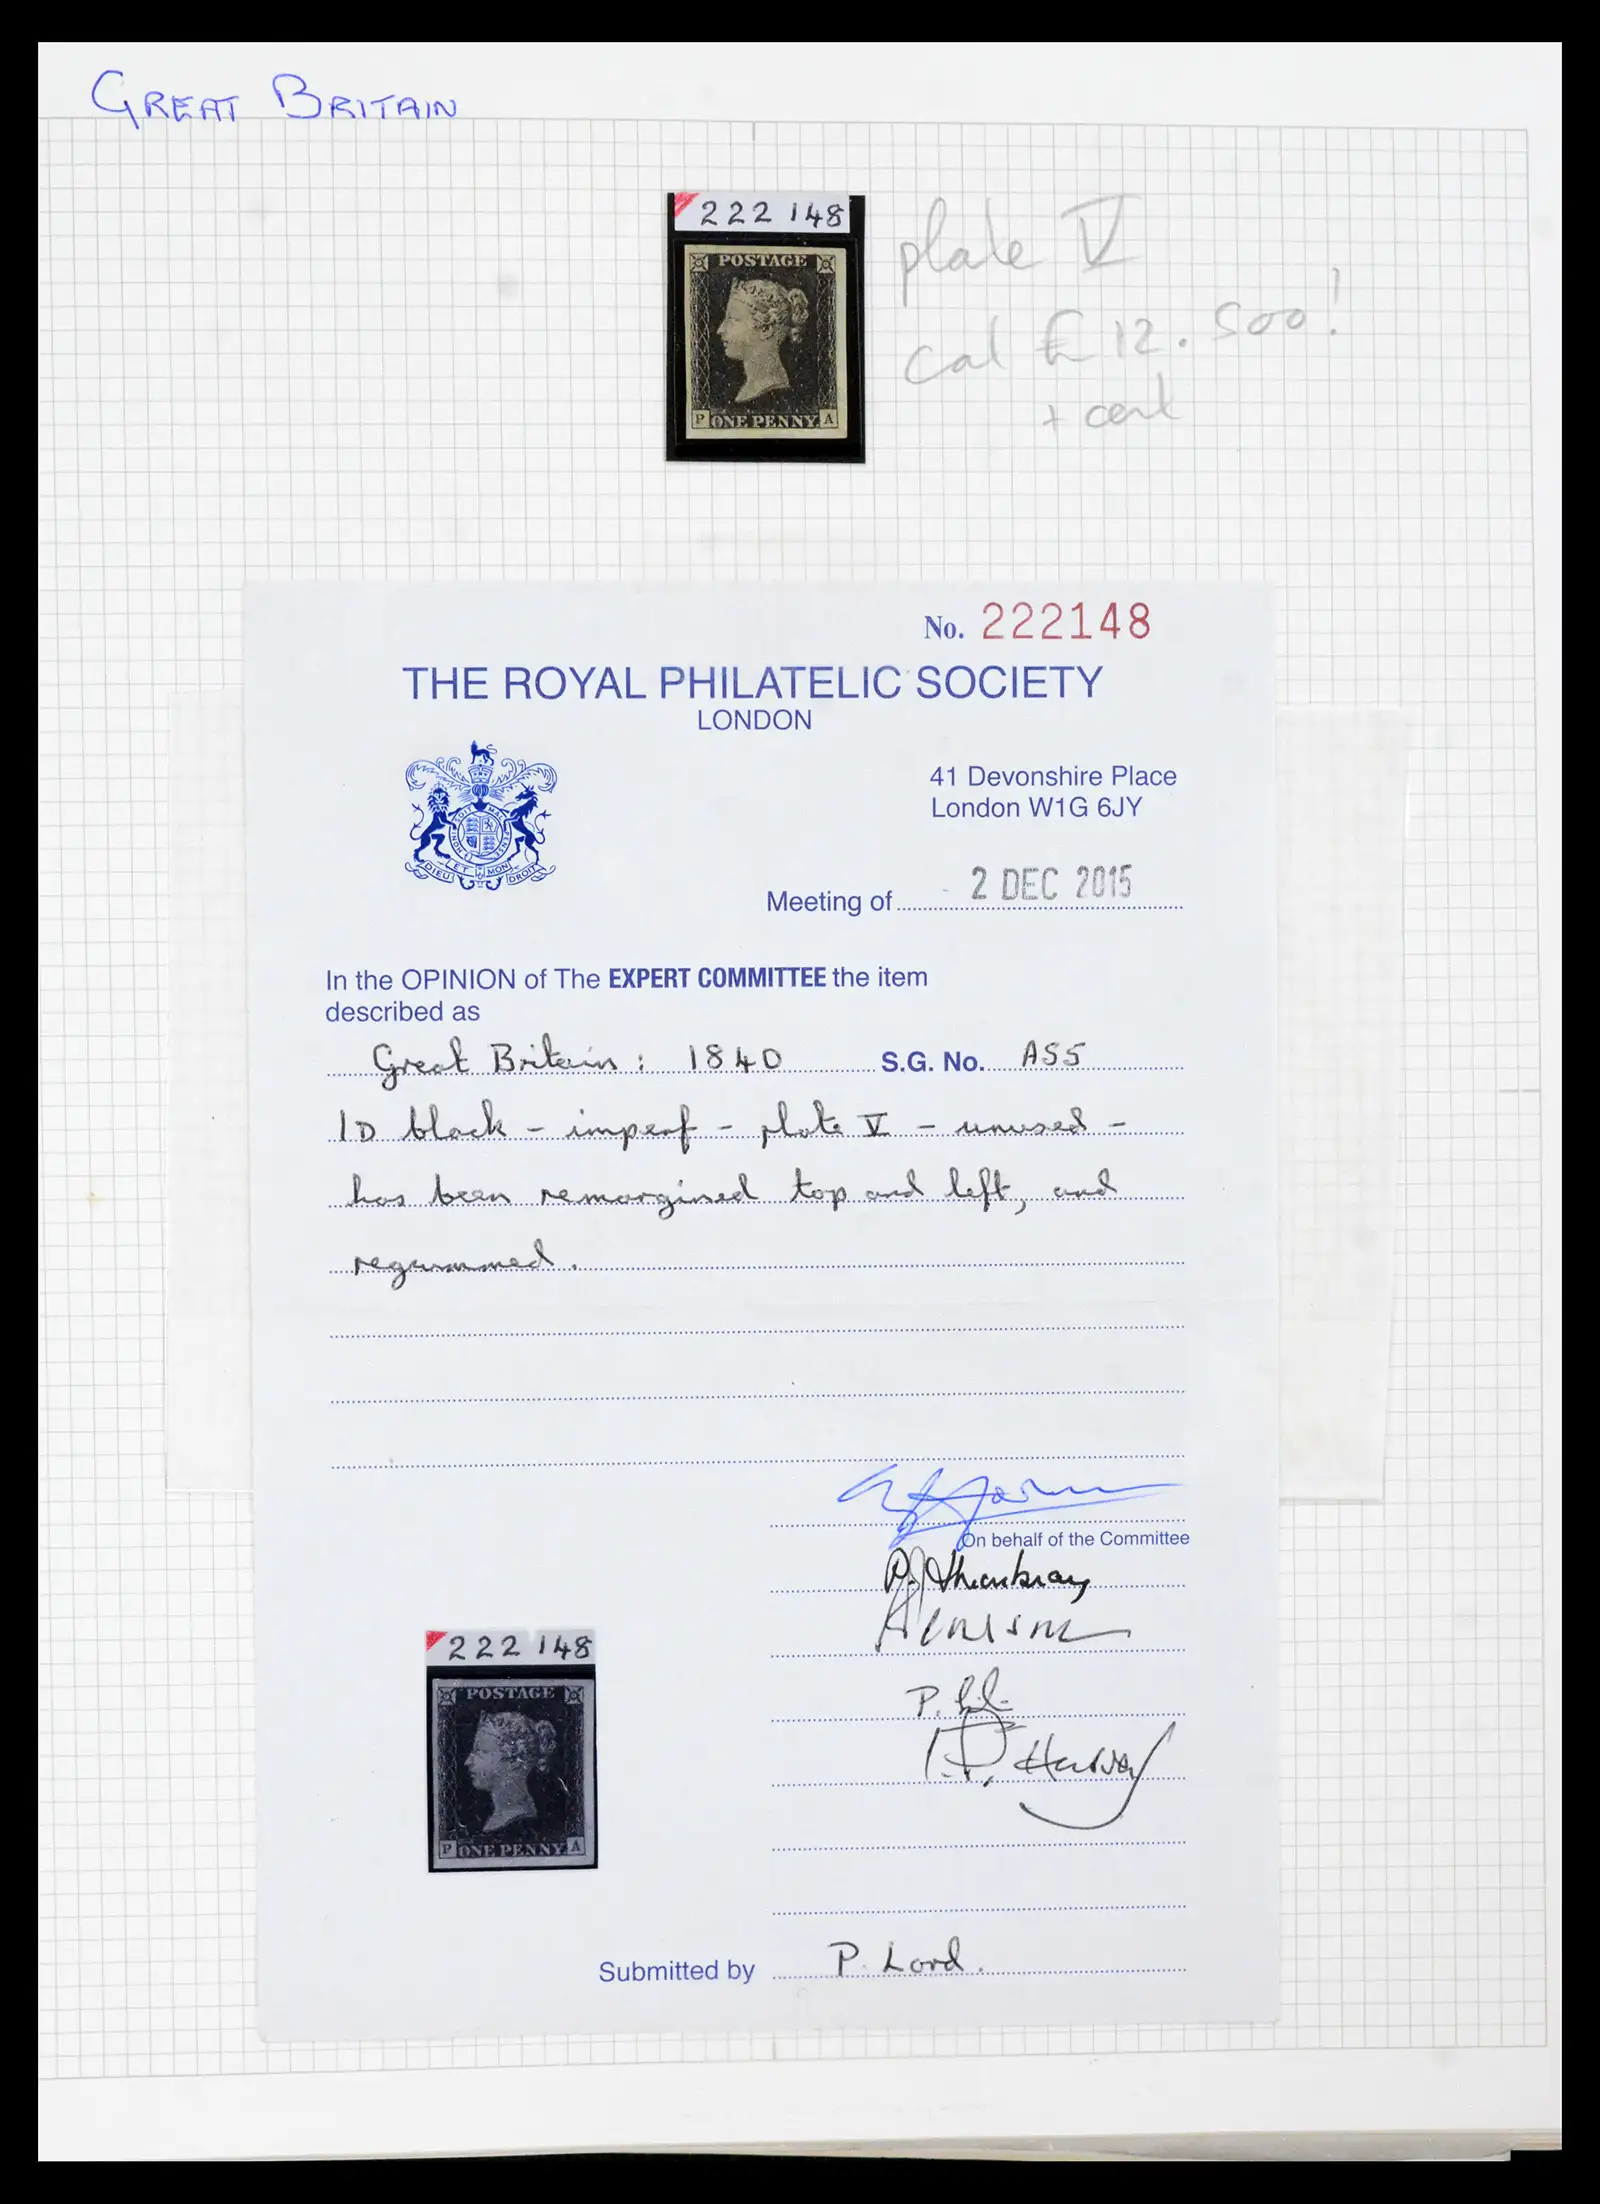 GREAT BRITAIN
222 148
POSTAGE
P ONE PENNY A
plate V
cat £ 12.500!
+ cert
No. 222148
THE ROYAL PHILATELIC SOCIETY
LONDON
41 Devonshire Place
London W1G 6JY
DIEU ET MON DROIT
Meeting of 2 DEC 2015
In the OPINION of The EXPERT COMMITTEE the item
described as
Great Britain: 1840 S.G. No. AS5
1D black - imperf - plate V - unused -
has been remargined top and left, and
regummed.
On behalf of the Committee
P. Harvey
222 148
POSTAGE
P ONE PENNY A
Submitted by P. Lord.